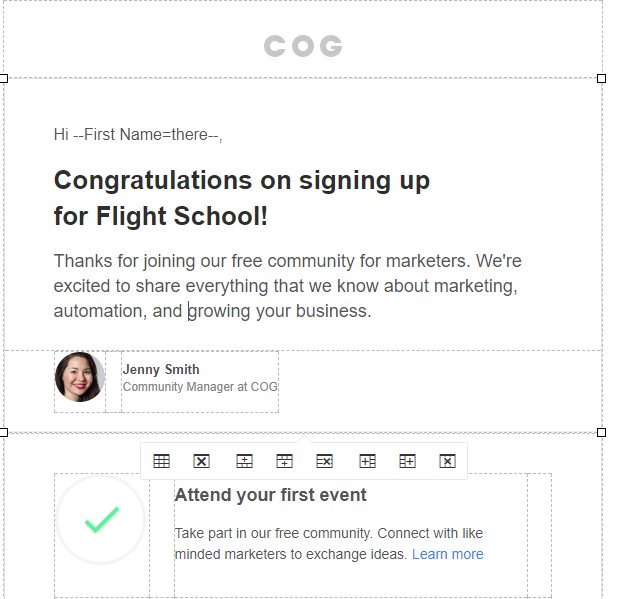 COG
Hi --First Name=there--,
Congratulations on signing up
for Flight School!
Thanks for joining our free community for marketers. We're
excited to share everything that we know about marketing,
automation, and growing your business.
Jenny Smith
Community Manager at COG
Attend your first event
Take part in our free community. Connect with like
minded marketers to exchange ideas. Learn more